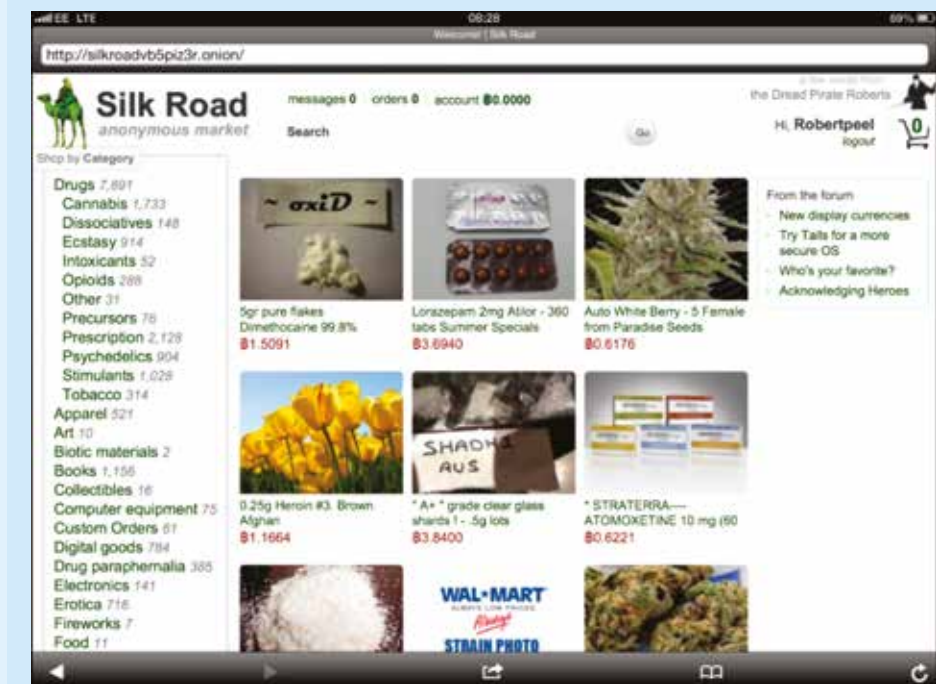 EE LTE 08:28 69%
Welcome! | Silk Road
http://silkroadvb5piz3r.onion/
Silk Road
anonymous market
messages 0 orders 0 account ฿0.0000
Search
Go
a few words from
the Dread Pirate Roberts
Hi, Robertpeel
logout
0
Shop by Category
Drugs 7,691
Cannabis 1,733
Dissociatives 148
Ecstasy 914
Intoxicants 52
Opioids 288
Other 31
Precursors 76
Prescription 2,128
Psychedelics 904
Stimulants 1,028
Tobacco 314
Apparel 521
Art 10
Biotic materials 2
Books 1,156
Collectibles 16
Computer equipment 75
Custom Orders 61
Digital goods 784
Drug paraphernalia 385
Electronics 141
Erotica 716
Fireworks 7
Food 11
~ oxiD ~
5gr pure flakes
Dimethocaine 99.8%
฿1.5091
Lorazepam 2mg Ativor - 360
tabs Summer Specials
฿3.6940
Auto White Berry - 5 Female
from Paradise Seeds
฿0.6176
0.25g Heroin #3. Brown
Afghan
฿1.1664
SHADH
AUS
" A+ " grade clear glass
shards ! - .5g lots
฿3.8400
* STRATERRA----
ATOMOXETINE 10 mg (60
฿0.6221
WAL★MART
ALWAYS LOW PRICES
Always
STRAIN PHOTO
From the forum
New display currencies
Try Tails for a more
secure OS
Who's your favorite?
Acknowledging Heroes